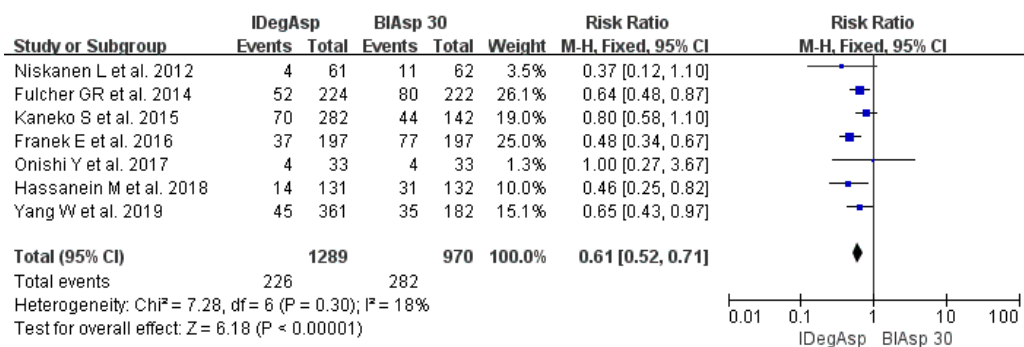 IDegAsp BIAsp 30 Risk Ratio Risk Ratio
Study or Subgroup Events Total Events Total Weight M-H, Fixed, 95% CI M-H, Fixed, 95% CI
Niskanen L et al. 2012 4 61 11 62 3.5% 0.37 [0.12, 1.10]
Fulcher GR et al. 2014 52 224 80 222 26.1% 0.64 [0.48, 0.87]
Kaneko S et al. 2015 70 282 44 142 19.0% 0.80 [0.58, 1.10]
Franek E et al. 2016 37 197 77 197 25.0% 0.48 [0.34, 0.67]
Onishi Y et al. 2017 4 33 4 33 1.3% 1.00 [0.27, 3.67]
Hassanein M et al. 2018 14 131 31 132 10.0% 0.46 [0.25, 0.82]
Yang W et al. 2019 45 361 35 182 15.1% 0.65 [0.43, 0.97]
Total (95% CI) 1289 970 100.0% 0.61 [0.52, 0.71]
Total events 226 282
Heterogeneity: Chi² = 7.28, df = 6 (P = 0.30); I² = 18%
Test for overall effect: Z = 6.18 (P < 0.00001)
0.01 0.1 1 10 100
IDegAsp BIAsp 30